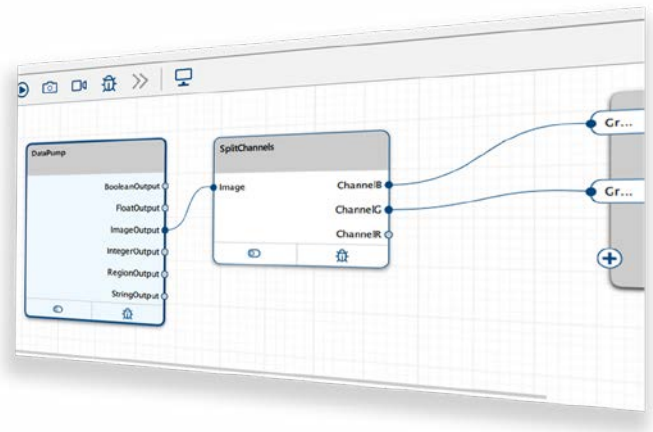 DataPump
BooleanOutput
FloatOutput
ImageOutput
IntegerOutput
RegionOutput
StringOutput
SplitChannels
Image
ChannelB
ChannelG
ChannelR
Gr...
Gr...